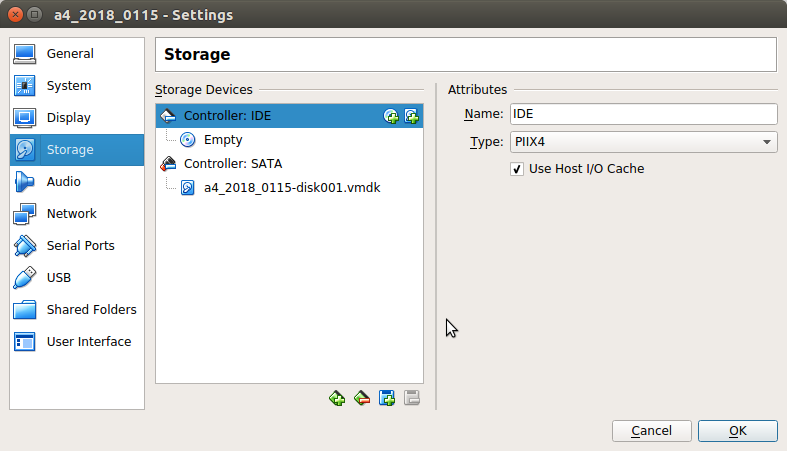 a4_2018_0115 - Settings
General
System
Display
Storage
Audio
Network
Serial Ports
USB
Shared Folders
User Interface
Storage
Storage Devices
Controller: IDE
Empty
Controller: SATA
a4_2018_0115-disk001.vmdk
Attributes
Name: IDE
Type: PIIX4
Use Host I/O Cache
Cancel
OK